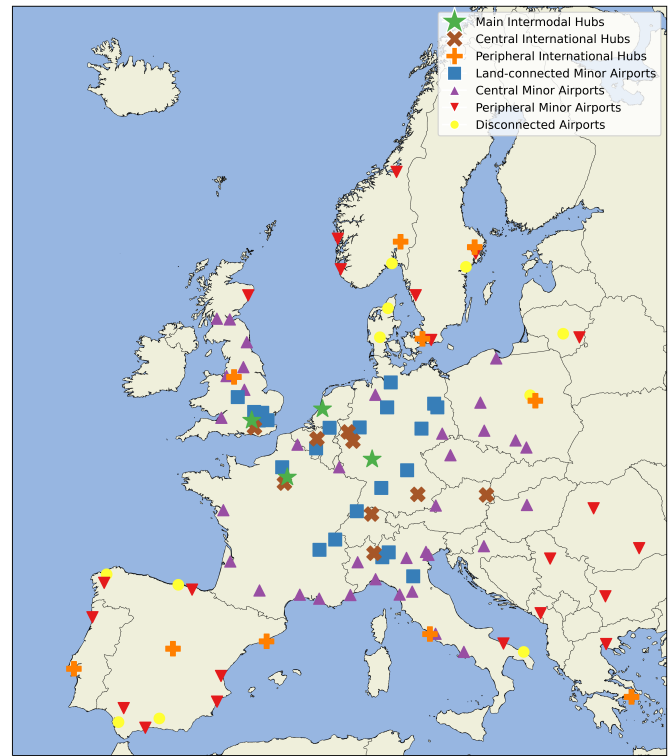 Main Intermodal Hubs
Central International Hubs
Peripheral International Hubs
Land-connected Minor Airports
Central Minor Airports
Peripheral Minor Airports
Disconnected Airports